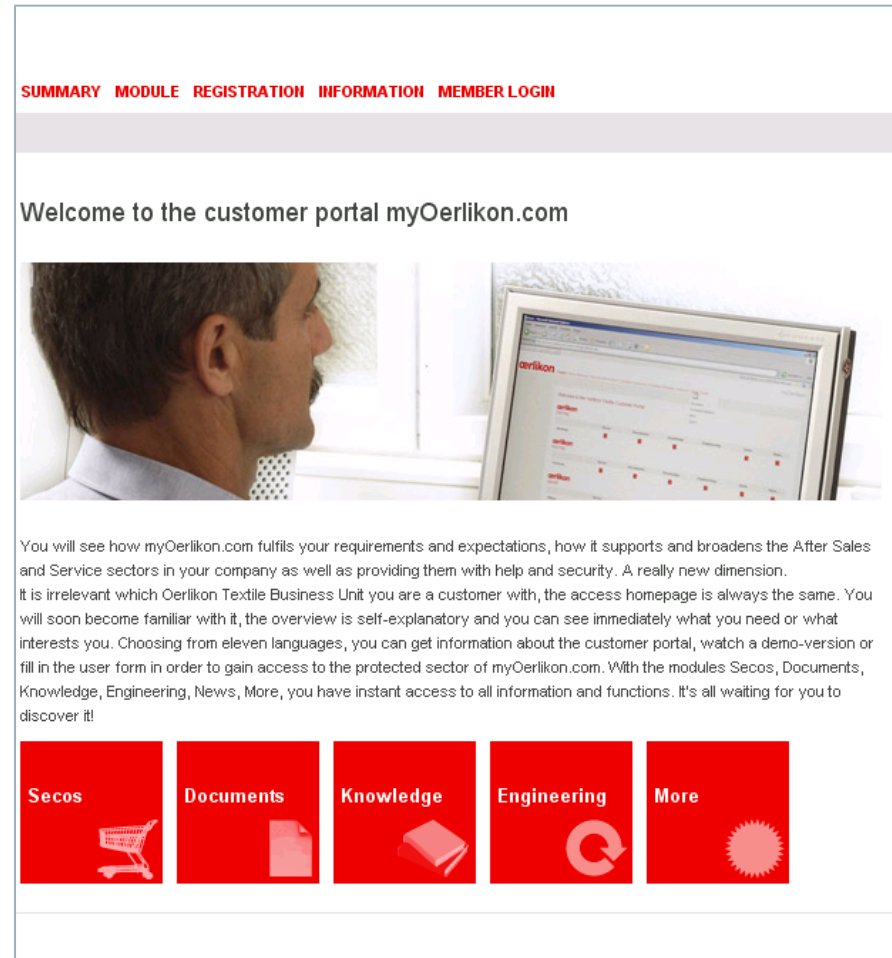 SUMMARY MODULE REGISTRATION INFORMATION MEMBER LOGIN
Welcome to the customer portal myOerlikon.com
œrlikon
œrlikon
œrlikon
œrlikon
You will see how myOerlikon.com fulfils your requirements and expectations, how it supports and broadens the After Sales
and Service sectors in your company as well as providing them with help and security. A really new dimension.
It is irrelevant which Oerlikon Textile Business Unit you are a customer with, the access homepage is always the same. You
will soon become familiar with it, the overview is self-explanatory and you can see immediately what you need or what
interests you. Choosing from eleven languages, you can get information about the customer portal, watch a demo-version or
fill in the user form in order to gain access to the protected sector of myOerlikon.com. With the modules Secos, Documents,
Knowledge, Engineering, News, More, you have instant access to all information and functions. It's all waiting for you to
discover it!
Secos Documents Knowledge Engineering More